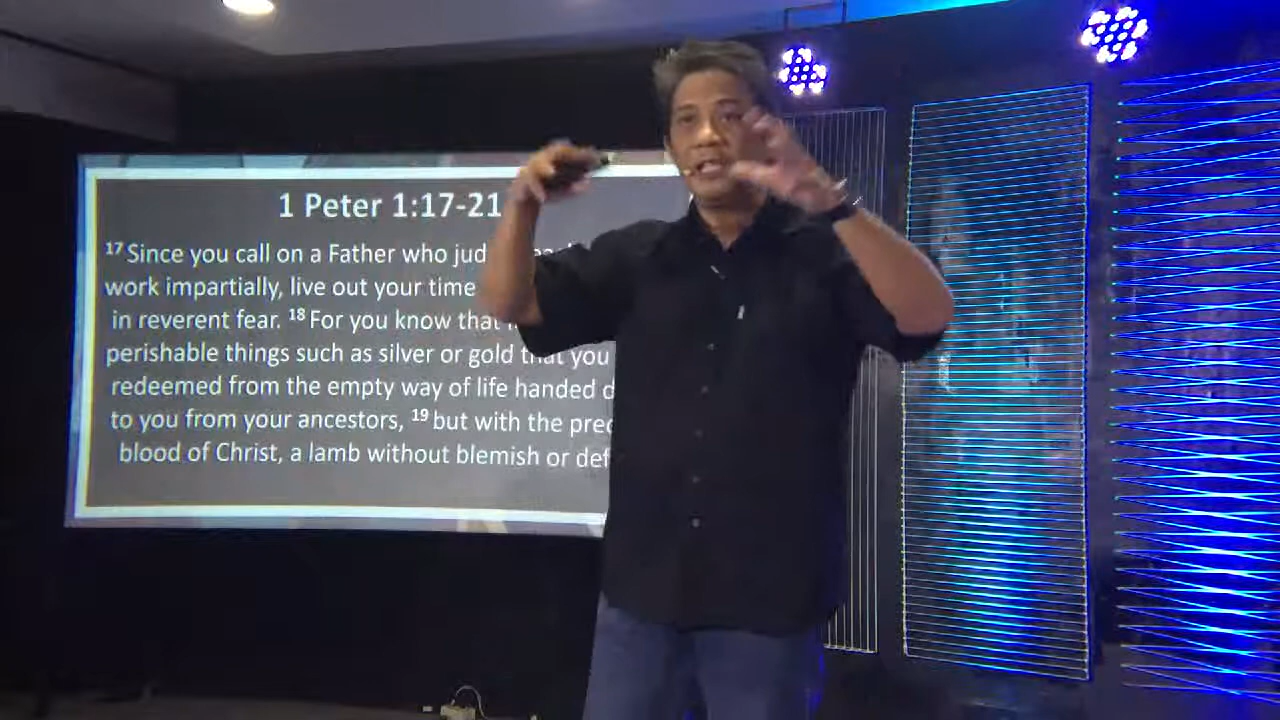 1 Peter 1:17-21
17 Since you call on a Father who
work impartially, live out your time
in reverent fear. 18 For you know that
perishable things such as silver or gold that you
redeemed from the empty way of life handed
to you from your ancestors, 19 but with the
blood of Christ, a lamb without blemish or